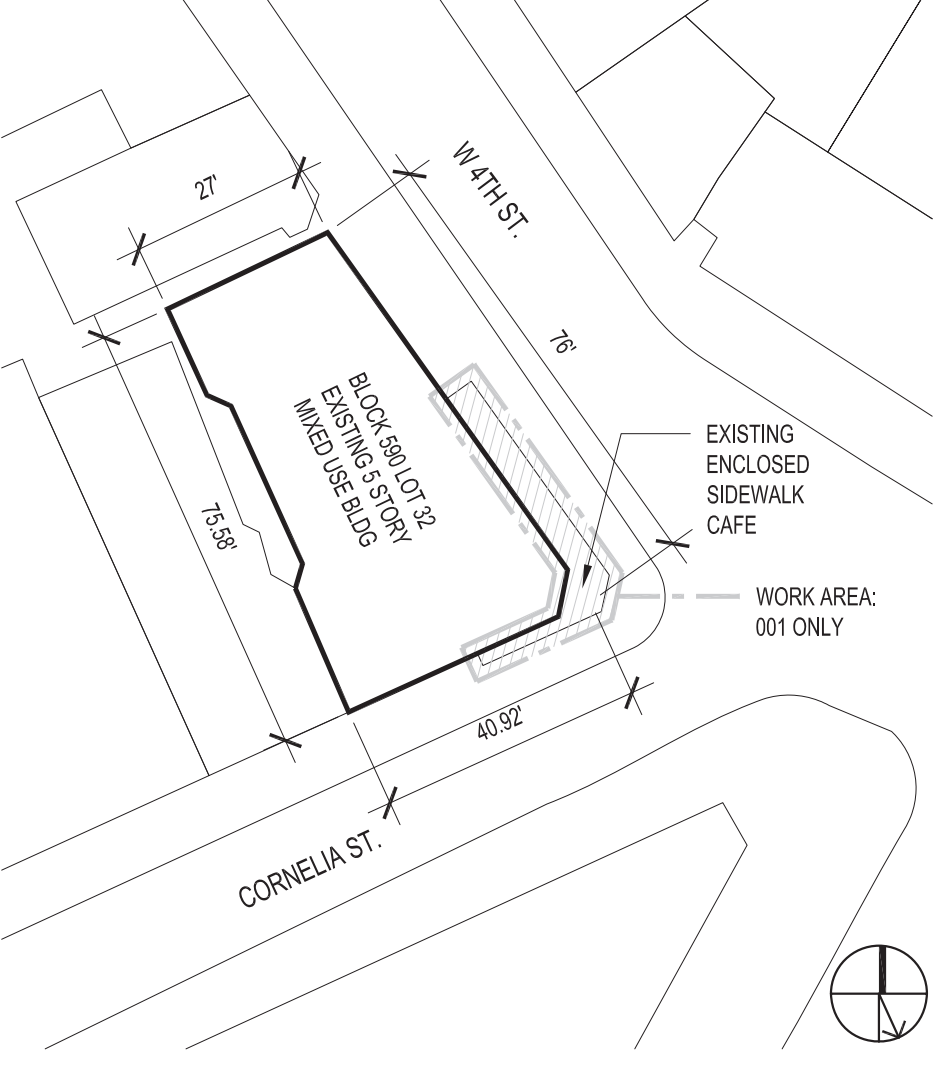 27'
W 4TH ST.
76'
BLOCK 590 LOT 32
EXISTING 5 STORY
MIXED USE BLDG
EXISTING
ENCLOSED
SIDEWALK
CAFE
75.58'
WORK AREA:
001 ONLY
40.92'
CORNELIA ST.